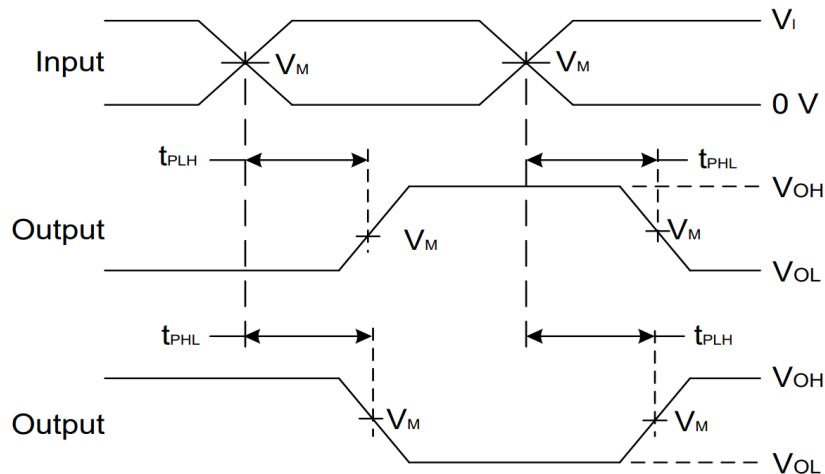 VI
Input
VM
VM
0 V
tPLH
tPHL
VOH
Output
VM
VM
VOL
tPHL
tPLH
VOH
Output
VM
VM
VOL